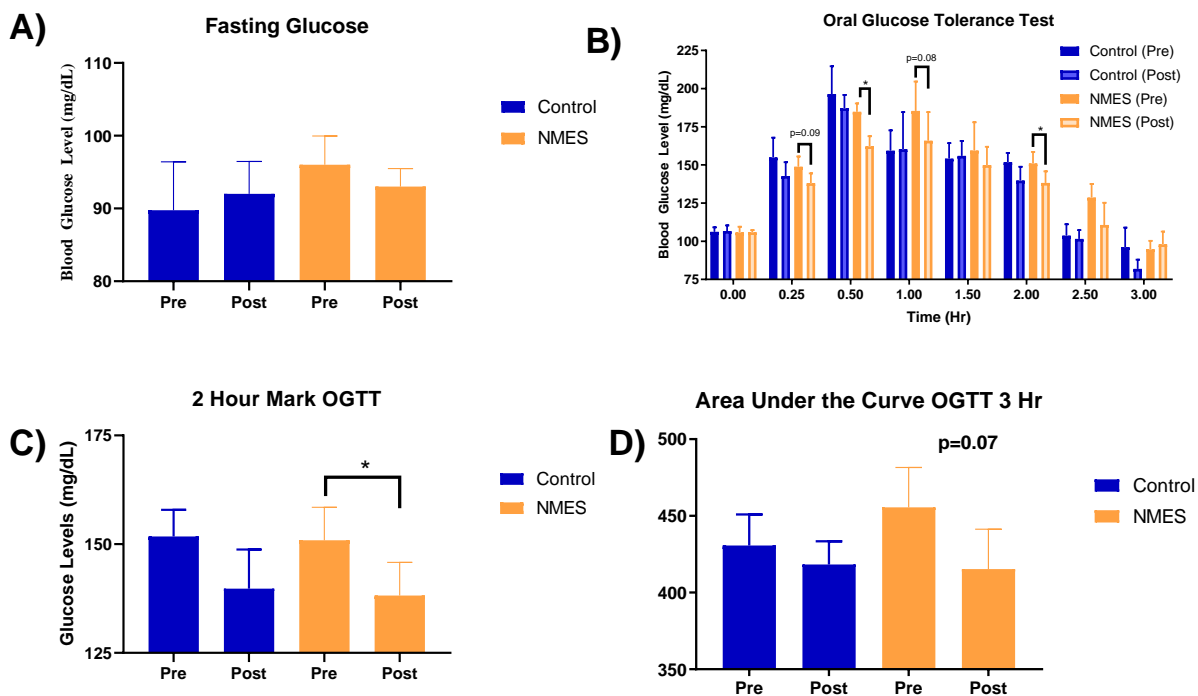 A)
Fasting Glucose
Blood Glucose Level (mg/dL)
110
100
90
80
Pre
Post
Pre
Post
Control
NMES
B)
Oral Glucose Tolerance Test
Blood Glucose Level (mg/dL)
225
200
175
150
125
100
75
p=0.09
*
p=0.08
*
0.00
0.25
0.50
1.00
1.50
2.00
2.50
3.00
Time (Hr)
Control (Pre)
Control (Post)
NMES (Pre)
NMES (Post)
C)
2 Hour Mark OGTT
Glucose Levels (mg/dL)
175
150
125
*
Pre
Post
Pre
Post
Control
NMES
D)
Area Under the Curve OGTT 3 Hr
500
450
400
350
p=0.07
Pre
Post
Pre
Post
Control
NMES